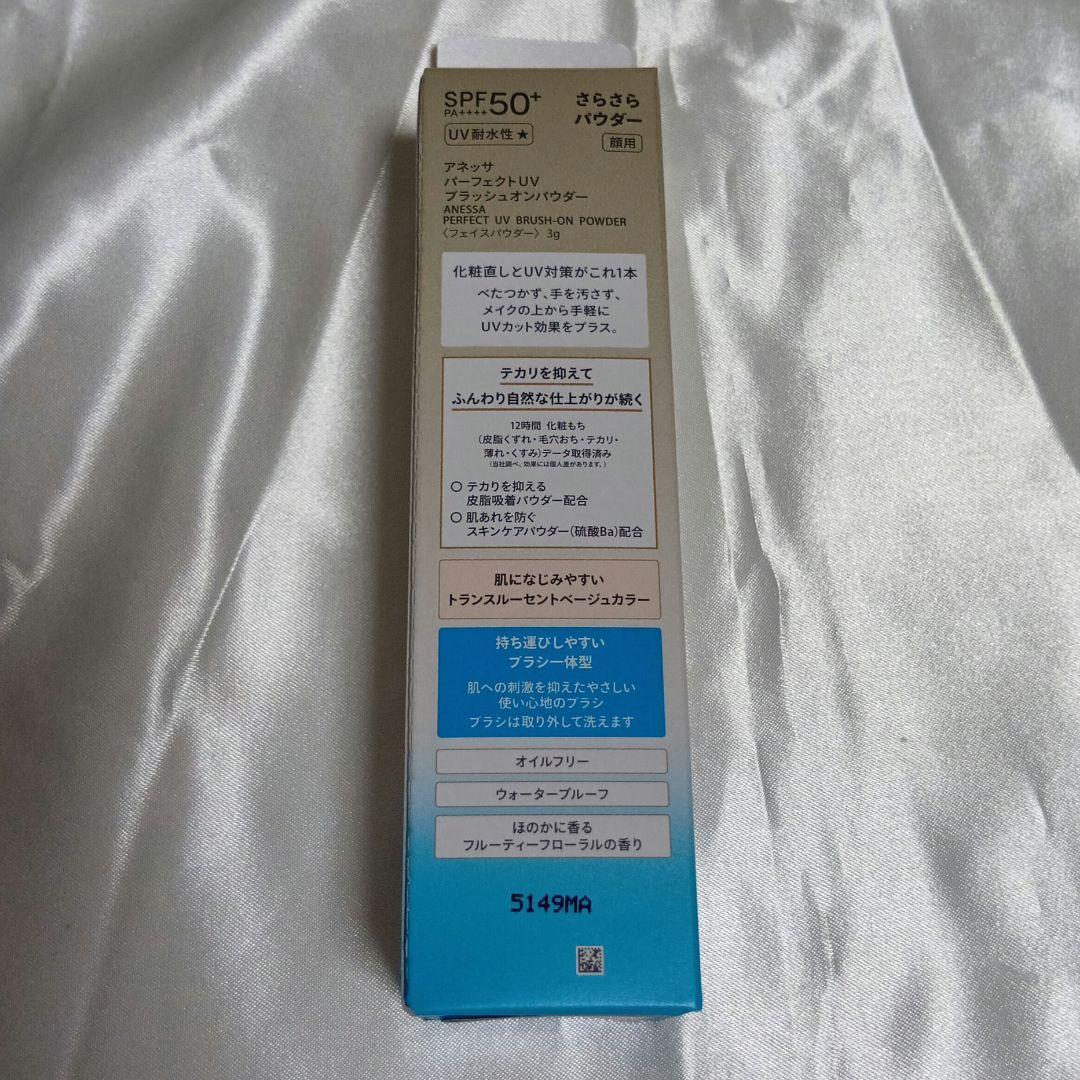 SPF50+
PA++++
UV耐水性★
さらさら
パウダー
顔用
アネッサ
パーフェクトUV
ブラッシュオンパウダー
ANESSA
PERFECT UV BRUSH-ON POWDER
〈フェイスパウダー〉 3g
化粧直しとUV対策がこれ1本
べたつかず、手を汚さず、
メイクの上から手軽に
UVカット効果をプラス。
テカリを抑えて
ふんわり自然な仕上がりが続く
12時間 化粧もち
(皮脂くずれ・毛穴おち・テカリ・
薄れ・くすみ)データ取得済み
(当社調べ、効果には個人差があります。)
○ テカリを抑える
皮脂吸着パウダー配合
○ 肌あれを防ぐ
スキンケアパウダー(硫酸Ba)配合
肌になじみやすい
トランスルーセントベージュカラー
持ち運びしやすい
ブラシ一体型
肌への刺激を抑えたやさしい
使い心地のブラシ
ブラシは取り外して洗えます
オイルフリー
ウォータープルーフ
ほのかに香る
フルーティーフローラルの香り
5149MA